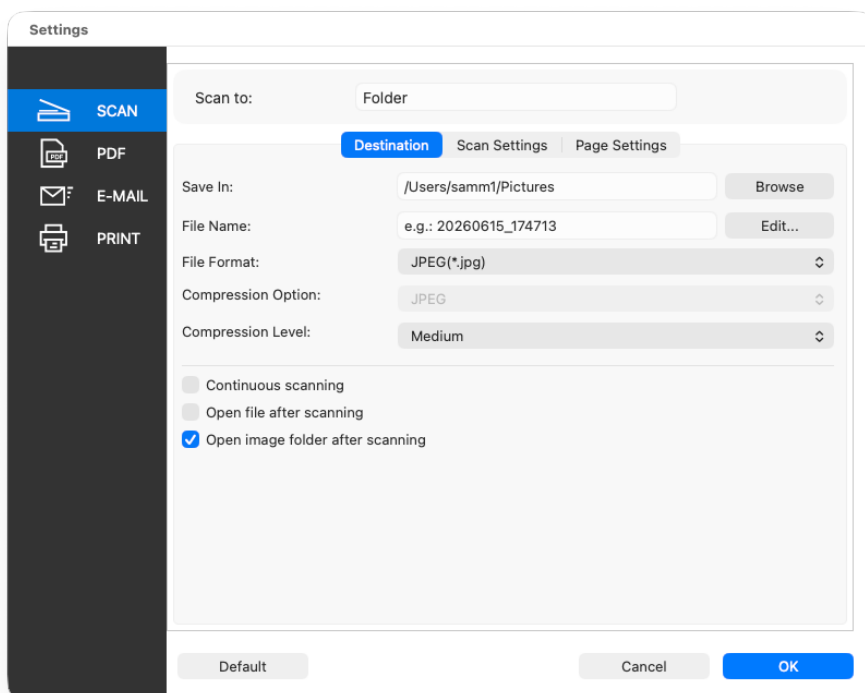 Settings
SCAN
PDF
E-MAIL
PRINT
Scan to: Folder
Destination Scan Settings Page Settings
Save In: /Users/samm1/Pictures Browse
File Name: e.g.: 20260615_174713 Edit...
File Format: JPEG(*.jpg)
Compression Option: JPEG
Compression Level: Medium
Continuous scanning
Open file after scanning
Open image folder after scanning
Default Cancel OK